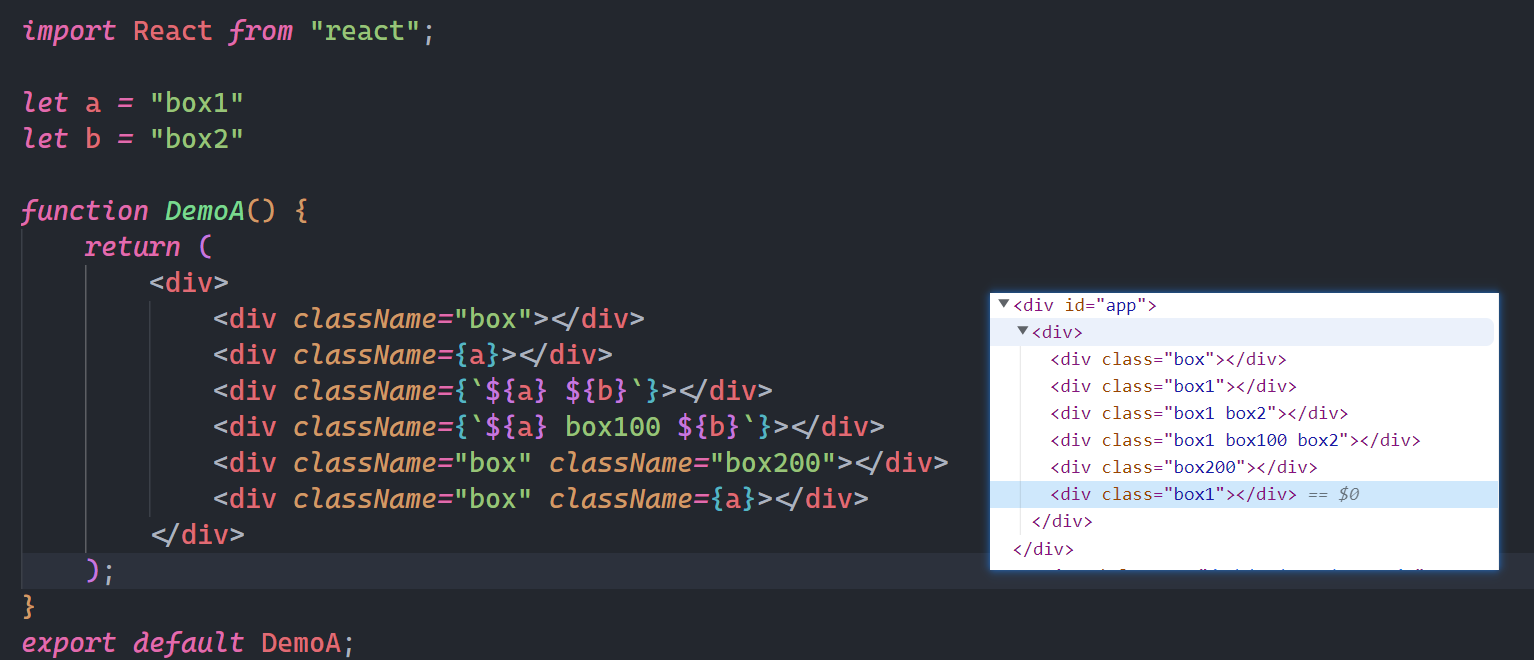 import React from "react";
let a = "box1"
let b = "box2"
function DemoA() {
return (
<div>
<div className="box"></div>
<div className={a}></div>
<div className={`${a} ${b}`}></div>
<div className={`${a} box100 ${b}`}></div>
<div className="box" className="box200"></div>
<div className="box" className={a}></div>
</div>
);
}
export default DemoA;
<div id="app">
<div>
<div class="box"></div>
<div class="box1"></div>
<div class="box1 box2"></div>
<div class="box1 box100 box2"></div>
<div class="box200"></div>
<div class="box1"></div> == $0
</div>
</div>